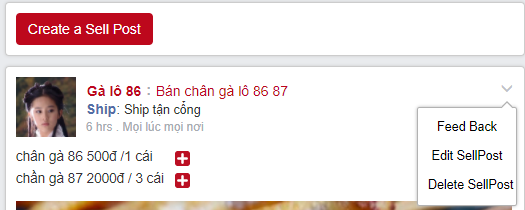 Create a Sell Post
Gà lô 86 : Bán chân gà lô 86 87
Ship: Ship tận cổng
6 hrs . Mọi lúc mọi nơi
chân gà 86 500đ /1 cái
chần gà 87 2000đ / 3 cái
Feed Back
Edit SellPost
Delete SellPost